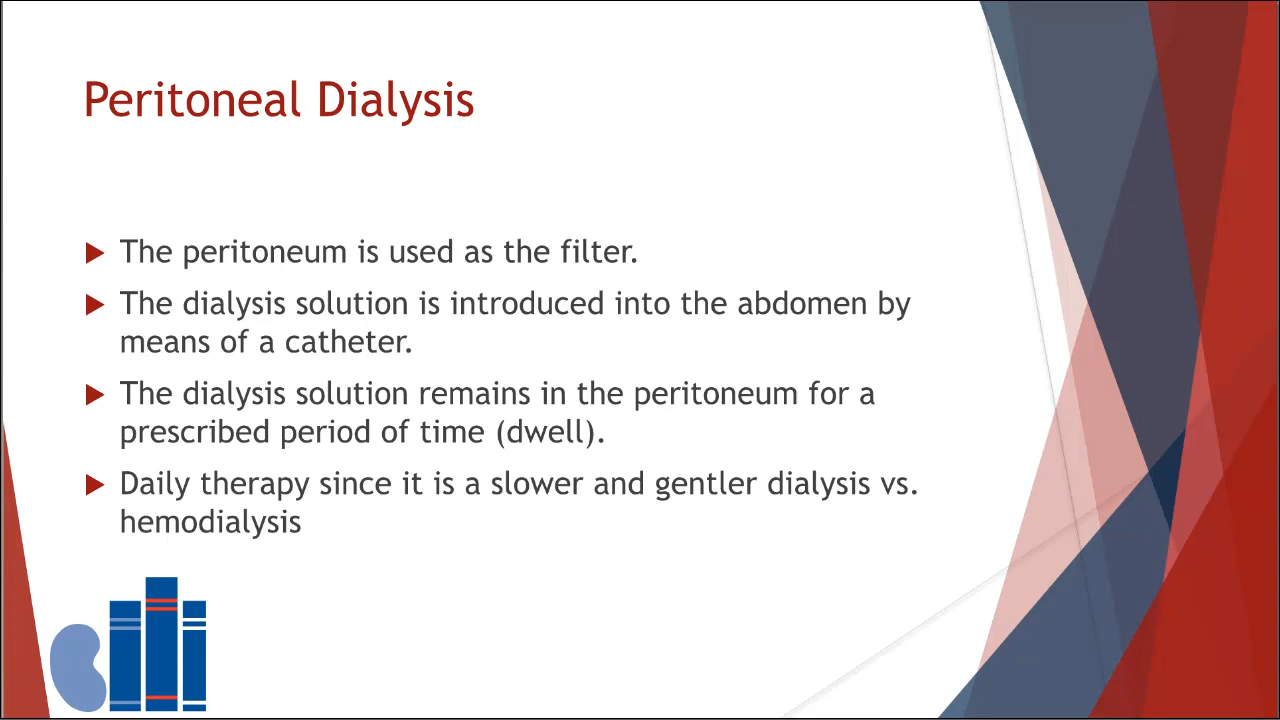 Peritoneal Dialysis
The peritoneum is used as the filter.
The dialysis solution is introduced into the abdomen by
means of a catheter.
The dialysis solution remains in the peritoneum for a
prescribed period of time (dwell).
Daily therapy since it is a slower and gentler dialysis vs.
hemodialysis